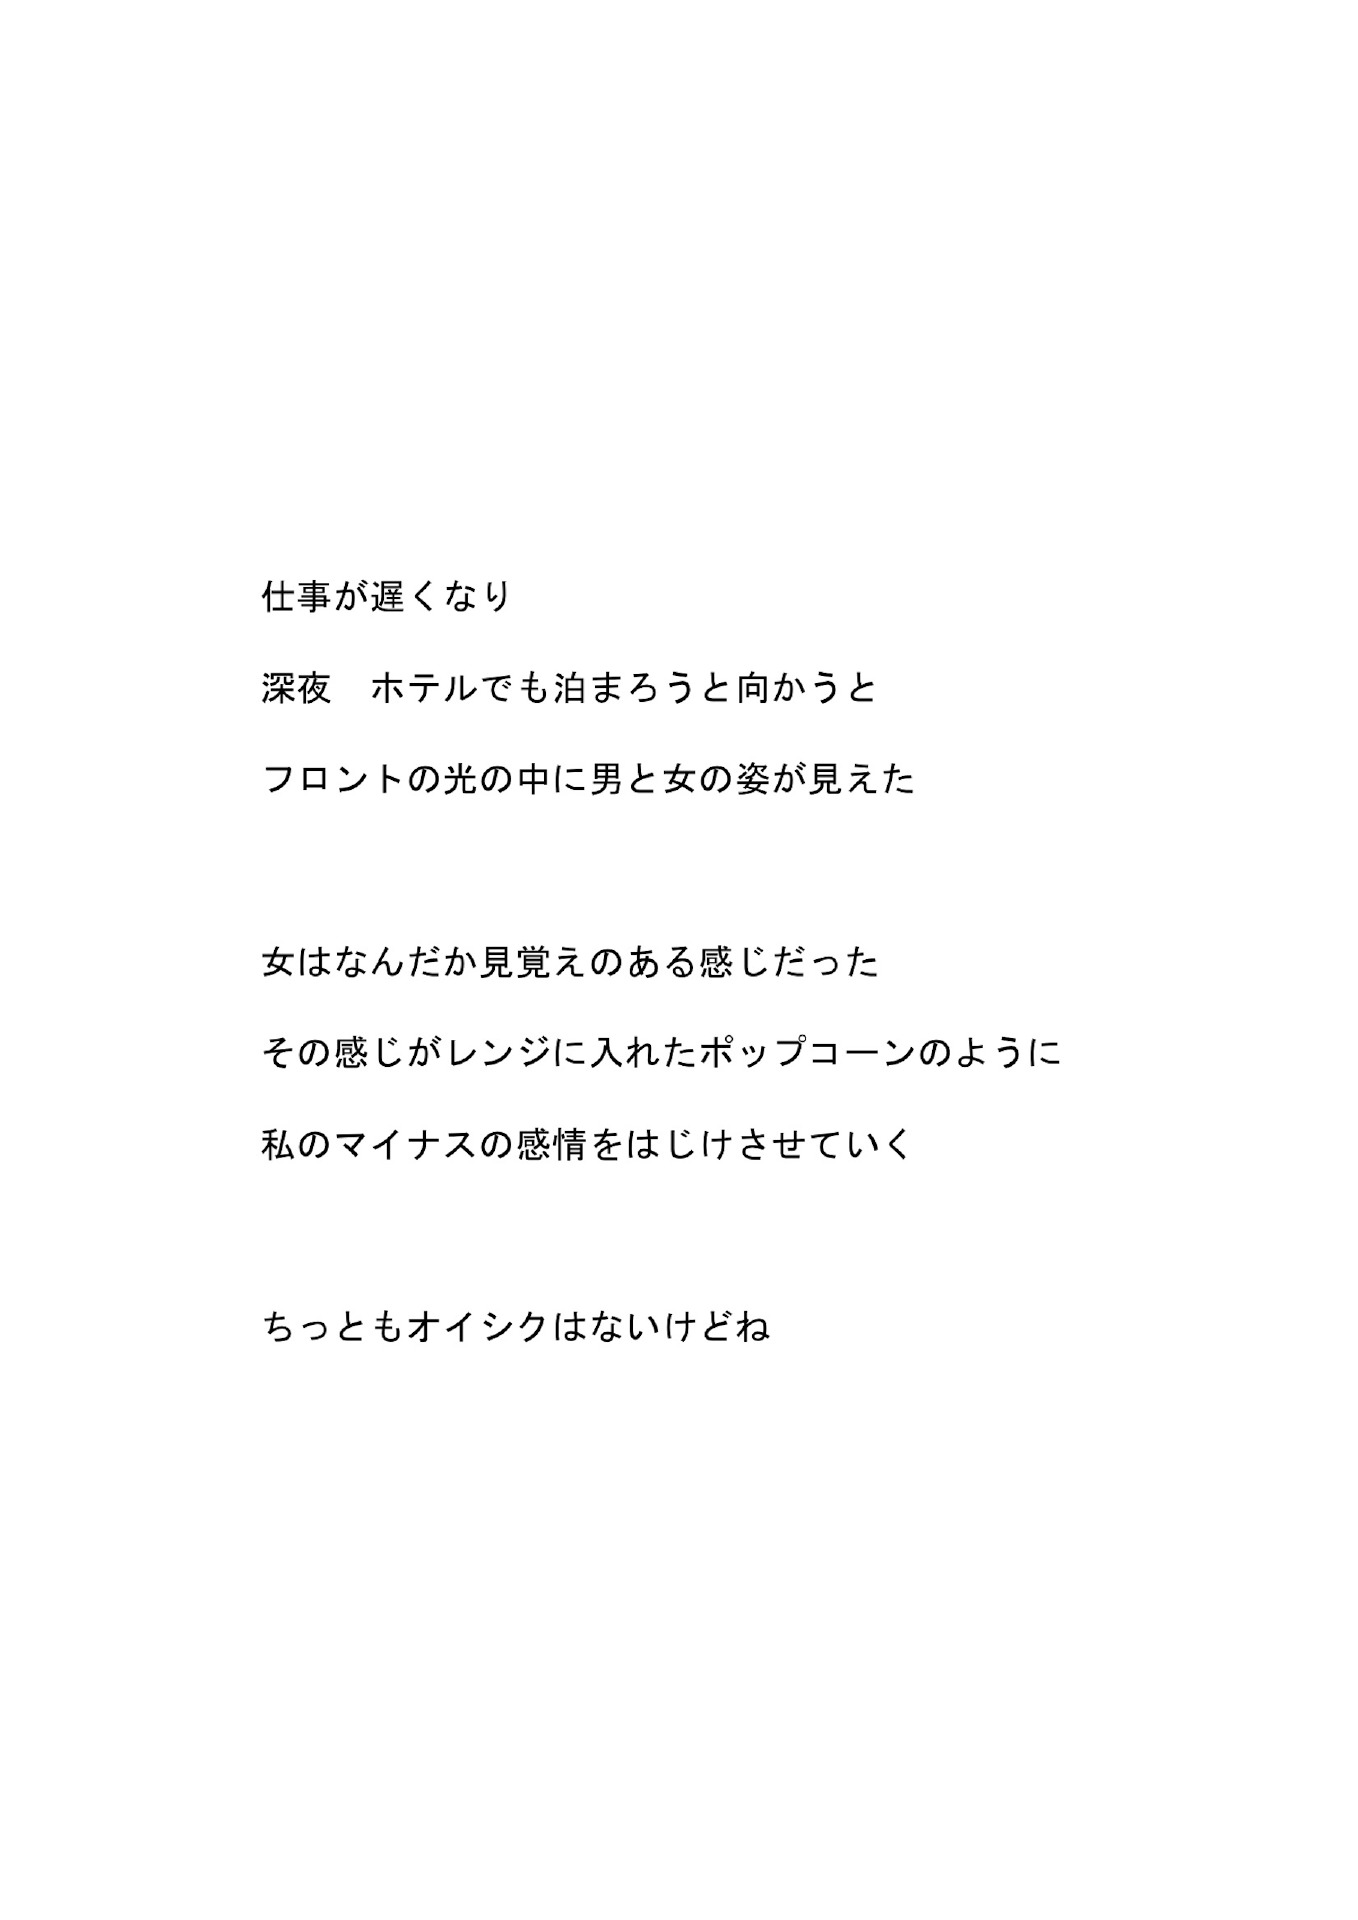 仕事が遅くなり
深夜　ホテルでも泊まろうと向かうと
フロントの光の中に男と女の姿が見えた
女はなんだか見覚えのある感じだった
その感じがレンジに入れたポップコーンのように
私のマイナスの感情をはじけさせていく
ちっともオイシクはないけどね